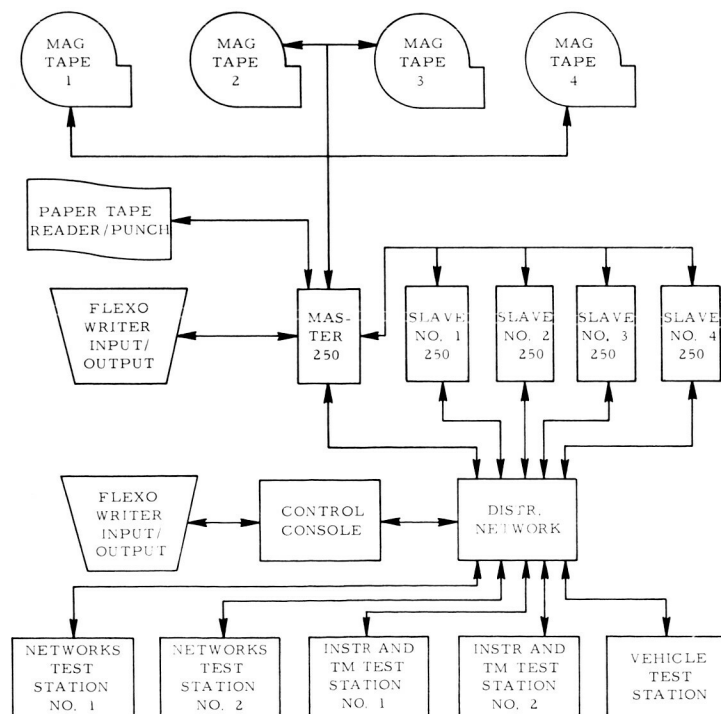 MAG
TAPE
1
MAG
TAPE
2
MAG
TAPE
3
MAG
TAPE
4
PAPER TAPE
READER/PUNCH
FLEXO
WRITER
INPUT/
OUTPUT
MAS-
TER
250
SLAVE
NO. 1
250
SLAVE
NO. 2
250
SLAVE
NO. 3
250
SLAVE
NO. 4
250
FLEXO
WRITER
INPUT/
OUTPUT
CONTROL
CONSOLE
DISTR.
NETWORK
NETWORKS
TEST
STATION
NO. 1
NETWORKS
TEST
STATION
NO. 2
INSTR AND
TM TEST
STATION
NO. 1
INSTR AND
TM TEST
STATION
NO. 2
VEHICLE
TEST
STATION